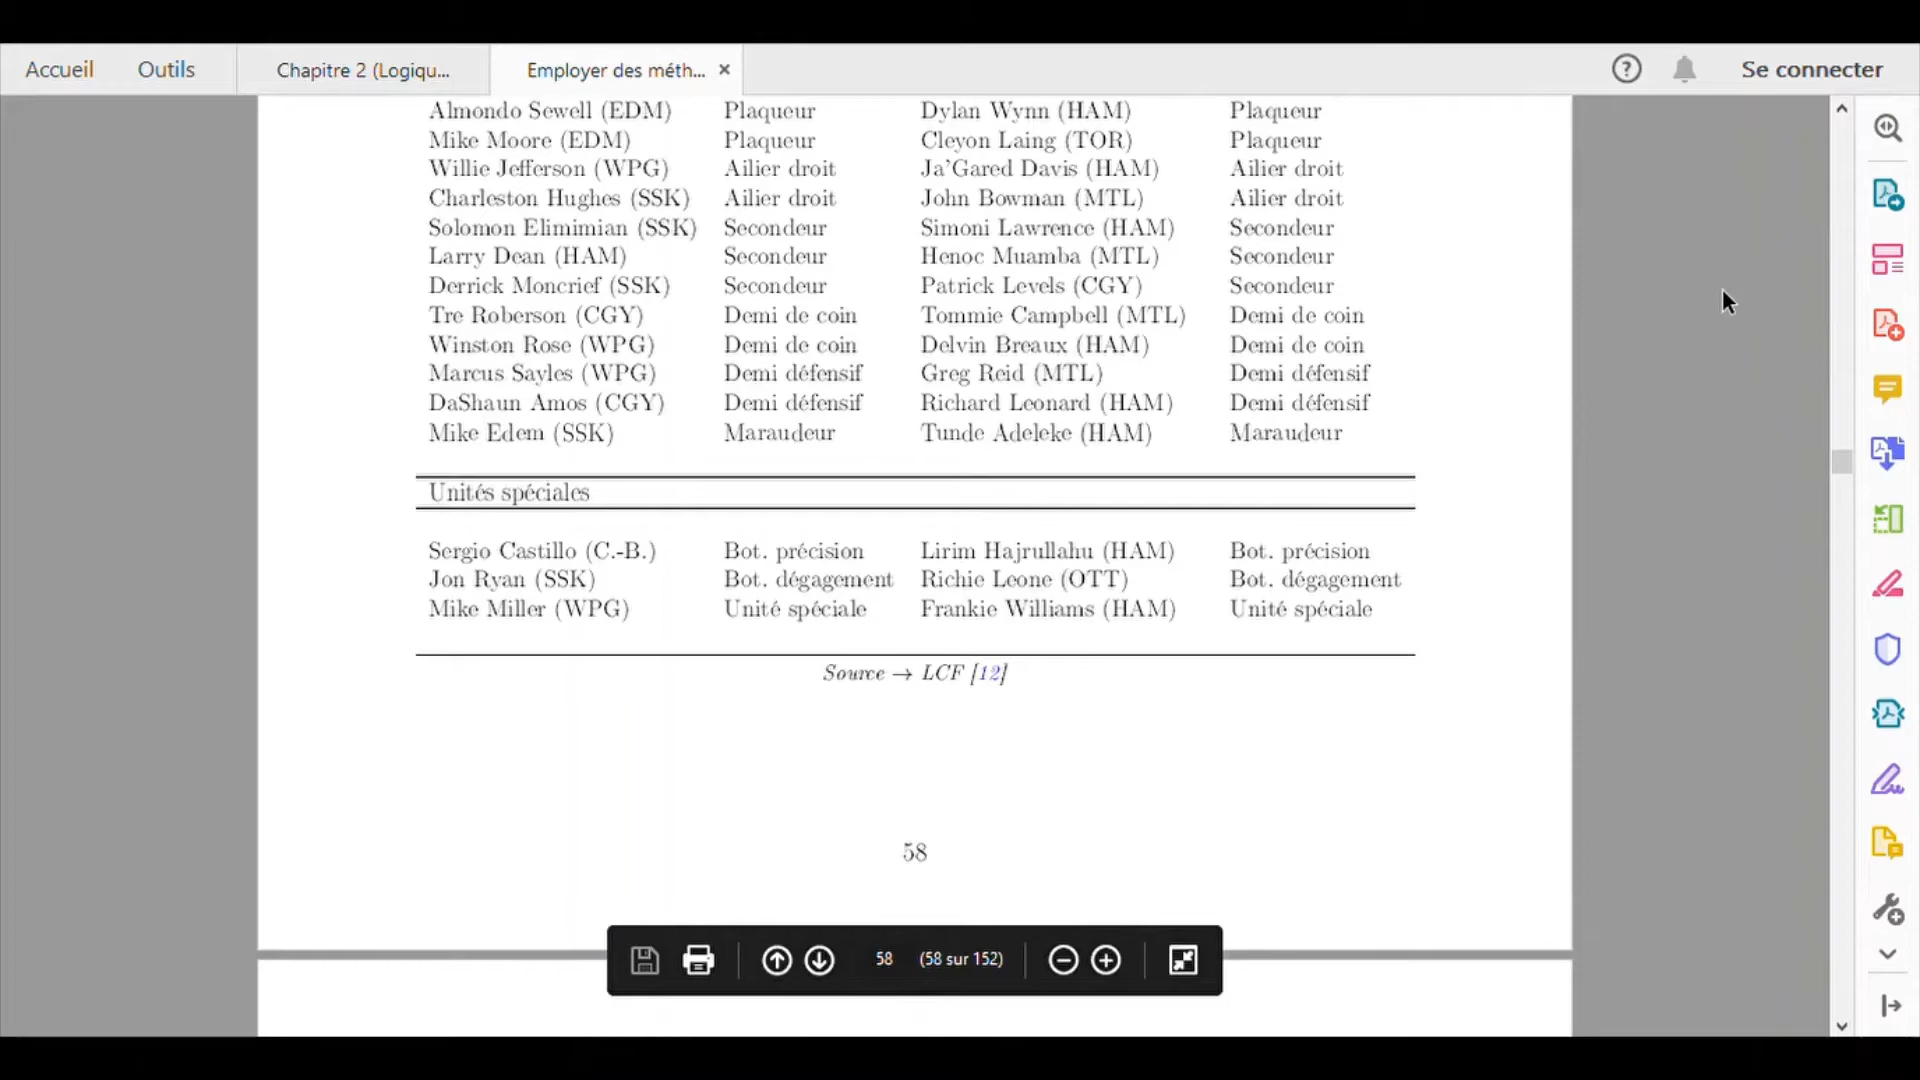 Accueil Outils Chapitre 2 (Logiqu... Employer des méth... × Se connecter
Almondo Sewell (EDM) Plaqueur Dylan Wynn (HAM) Plaqueur
Mike Moore (EDM) Plaqueur Cleyon Laing (TOR) Plaqueur
Willie Jefferson (WPG) Ailier droit Ja'Gared Davis (HAM) Ailier droit
Charleston Hughes (SSK) Ailier droit John Bowman (MTL) Ailier droit
Solomon Elimimian (SSK) Secondeur Simoni Lawrence (HAM) Secondeur
Larry Dean (HAM) Secondeur Henoc Muamba (MTL) Secondeur
Derrick Moncrief (SSK) Secondeur Patrick Levels (CGY) Secondeur
Tre Roberson (CGY) Demi de coin Tommie Campbell (MTL) Demi de coin
Winston Rose (WPG) Demi de coin Delvin Breaux (HAM) Demi de coin
Marcus Sayles (WPG) Demi défensif Greg Reid (MTL) Demi défensif
DaShaun Amos (CGY) Demi défensif Richard Leonard (HAM) Demi défensif
Mike Edem (SSK) Maraudeur Tunde Adeleke (HAM) Maraudeur
Unités spéciales
Sergio Castillo (C.-B.) Bot. précision Lirim Hajrullahu (HAM) Bot. précision
Jon Ryan (SSK) Bot. dégagement Richie Leone (OTT) Bot. dégagement
Mike Miller (WPG) Unité spéciale Frankie Williams (HAM) Unité spéciale
Source → LCF [12]
58
58 (58 sur 152)